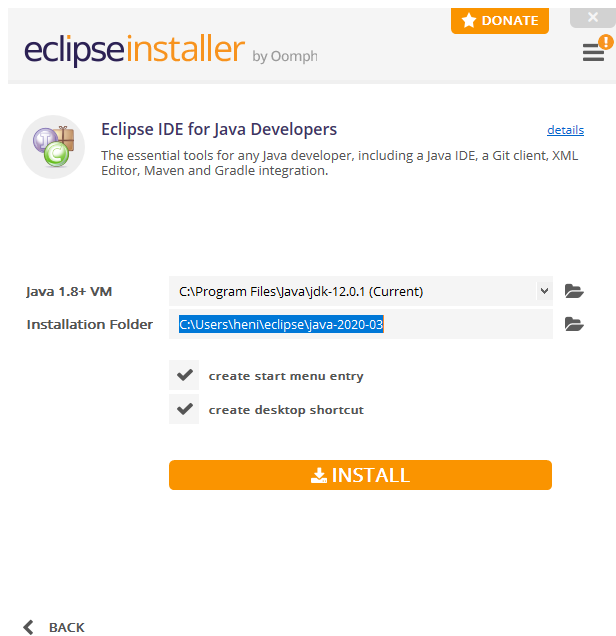 DONATE
eclipseinstaller by Oomph
Eclipse IDE for Java Developers
details
The essential tools for any Java developer, including a Java IDE, a Git client, XML
Editor, Maven and Gradle integration.
Java 1.8+ VM
C:\Program Files\Java\jdk-12.0.1 (Current)
Installation Folder
C:\Users\heni\eclipse\java-2020-03
create start menu entry
create desktop shortcut
INSTALL
BACK